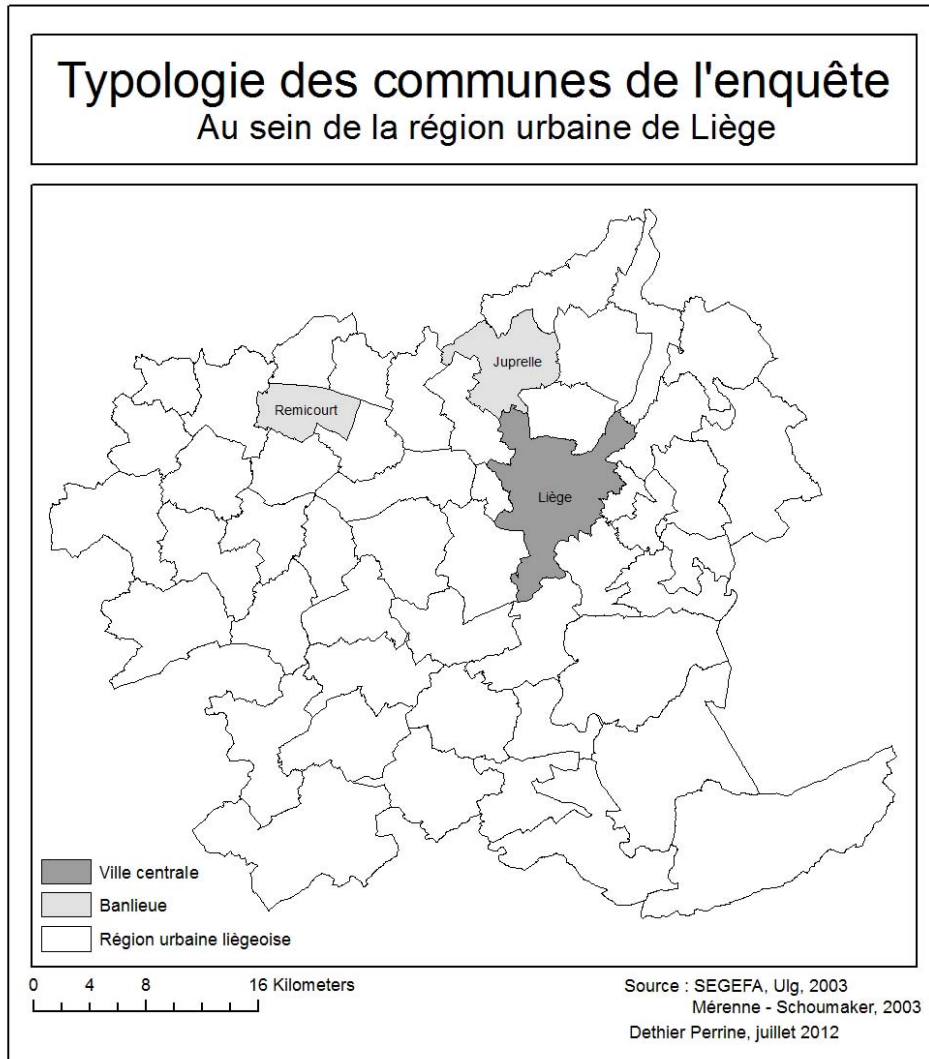 Typologie des communes de l'enquête
Au sein de la région urbaine de Liège
Juprelle
Remicourt
Liège
Ville centrale
Banlieue
Région urbaine liègeoise
0 4 8 16 Kilometers
Source : SEGEFA, Ulg, 2003
Mérenne - Schoumaker, 2003
Dethier Perrine, juillet 2012